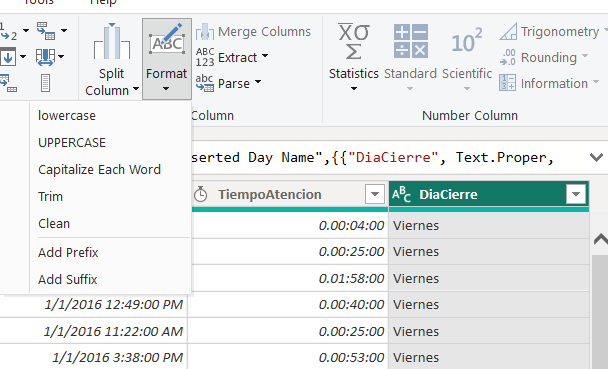 Tools
Help
Split
Column
ABC
Format
Merge Columns
ABC
123
Extract
abc
Parse
Column
XΣσ
Statistics
Standard
10²
Scientific
Trigonometry
.00
→.0
Rounding
Information
Number Column
lowercase
UPPERCASE
Capitalize Each Word
Trim
Clean
Add Prefix
Add Suffix
serted Day Name",{{"DiaCierre", Text.Proper,
TiempoAtencion
ABC
DiaCierre
0.00:04:00
Viernes
0.00:25:00
Viernes
0.01:58:00
Viernes
1/1/2016 12:49:00 PM
0.00:40:00
Viernes
1/1/2016 11:22:00 AM
0.00:25:00
Viernes
1/1/2016 3:38:00 PM
0.00:53:00
Viernes